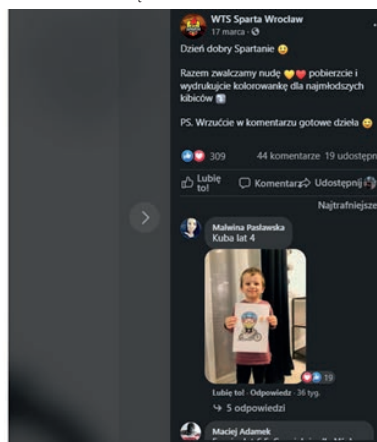 WTS Sparta Wrocław
17 marca ·
Dzień dobry Spartanie 😀
Razem zwalczamy nudę 💛❤️ pobierzcie i
wydrukujcie kolorowankę dla najmłodszych
kibiców ⤵️
PS. Wrzućcie w komentarzu gotowe dzieła 😀
309 44 komentarze 19 udostępn
Lubię
to!
Komentarz Udostępnij
Najtrafniejsze
Malwina Pasławska
Kuba lat 4
19
Lubię to! · Odpowiedz · 36 tyg.
5 odpowiedzi
Maciej Adamek